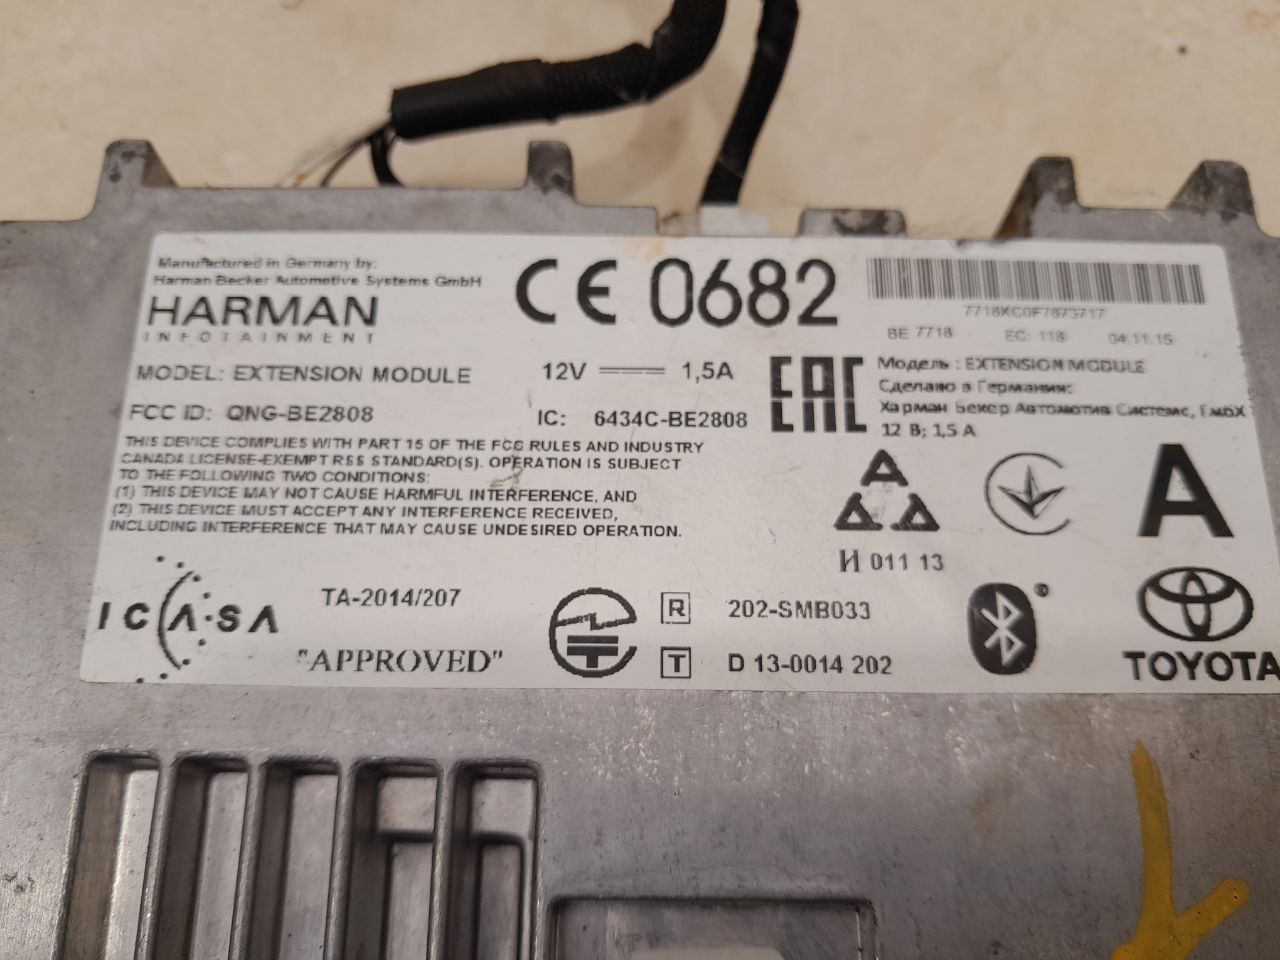 Manufactured in Germany by:
Harman Becker Automotive Systems GmbH
HARMAN
INFOTAINMENT
CE 0682
7718KC0F7873717
BE 7718 EC: 118 04.11.15
MODEL: EXTENSION MODULE 12V 1,5A
FCC ID: QNG-BE2808 IC: 6434C-BE2808
EAC
Модель : EXTENSION MODULE
Сделано в Германии:
Харман Бекер Аутомотив Системс, ГмбХ
12 В; 1,5 А
THIS DEVICE COMPLIES WITH PART 15 OF THE FCC RULES AND INDUSTRY
CANADA LICENSE-EXEMPT RSS STANDARD(S). OPERATION IS SUBJECT
TO THE FOLLOWING TWO CONDITIONS:
(1) THIS DEVICE MAY NOT CAUSE HARMFUL INTERFERENCE, AND
(2) THIS DEVICE MUST ACCEPT ANY INTERFERENCE RECEIVED,
INCLUDING INTERFERENCE THAT MAY CAUSE UNDESIRED OPERATION.
A
И 011 13
ICASA
TA-2014/207
"APPROVED"
R 202-SMB033
T D 13-0014 202
TOYOTA